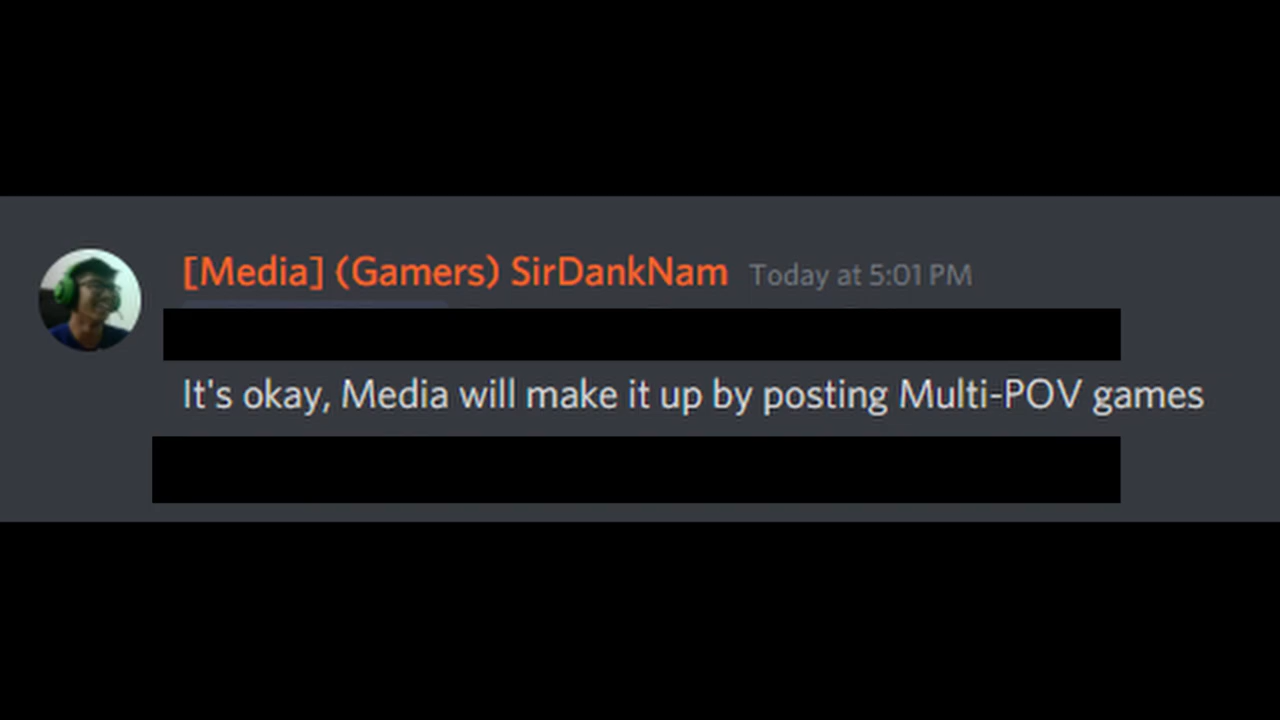 [Media] (Gamers) SirDankNam Today at 5:01 PM
It's okay, Media will make it up by posting Multi-POV games